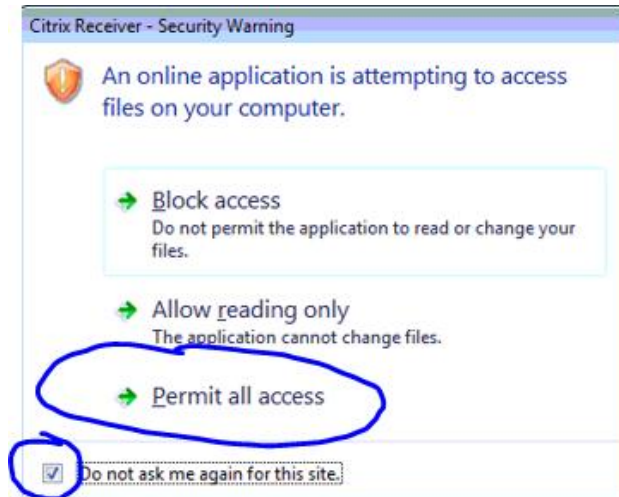 Citrix Receiver - Security Warning
An online application is attempting to access
files on your computer.
Block access
Do not permit the application to read or change your
files.
Allow reading only
The application cannot change files.
Permit all access
Do not ask me again for this site.